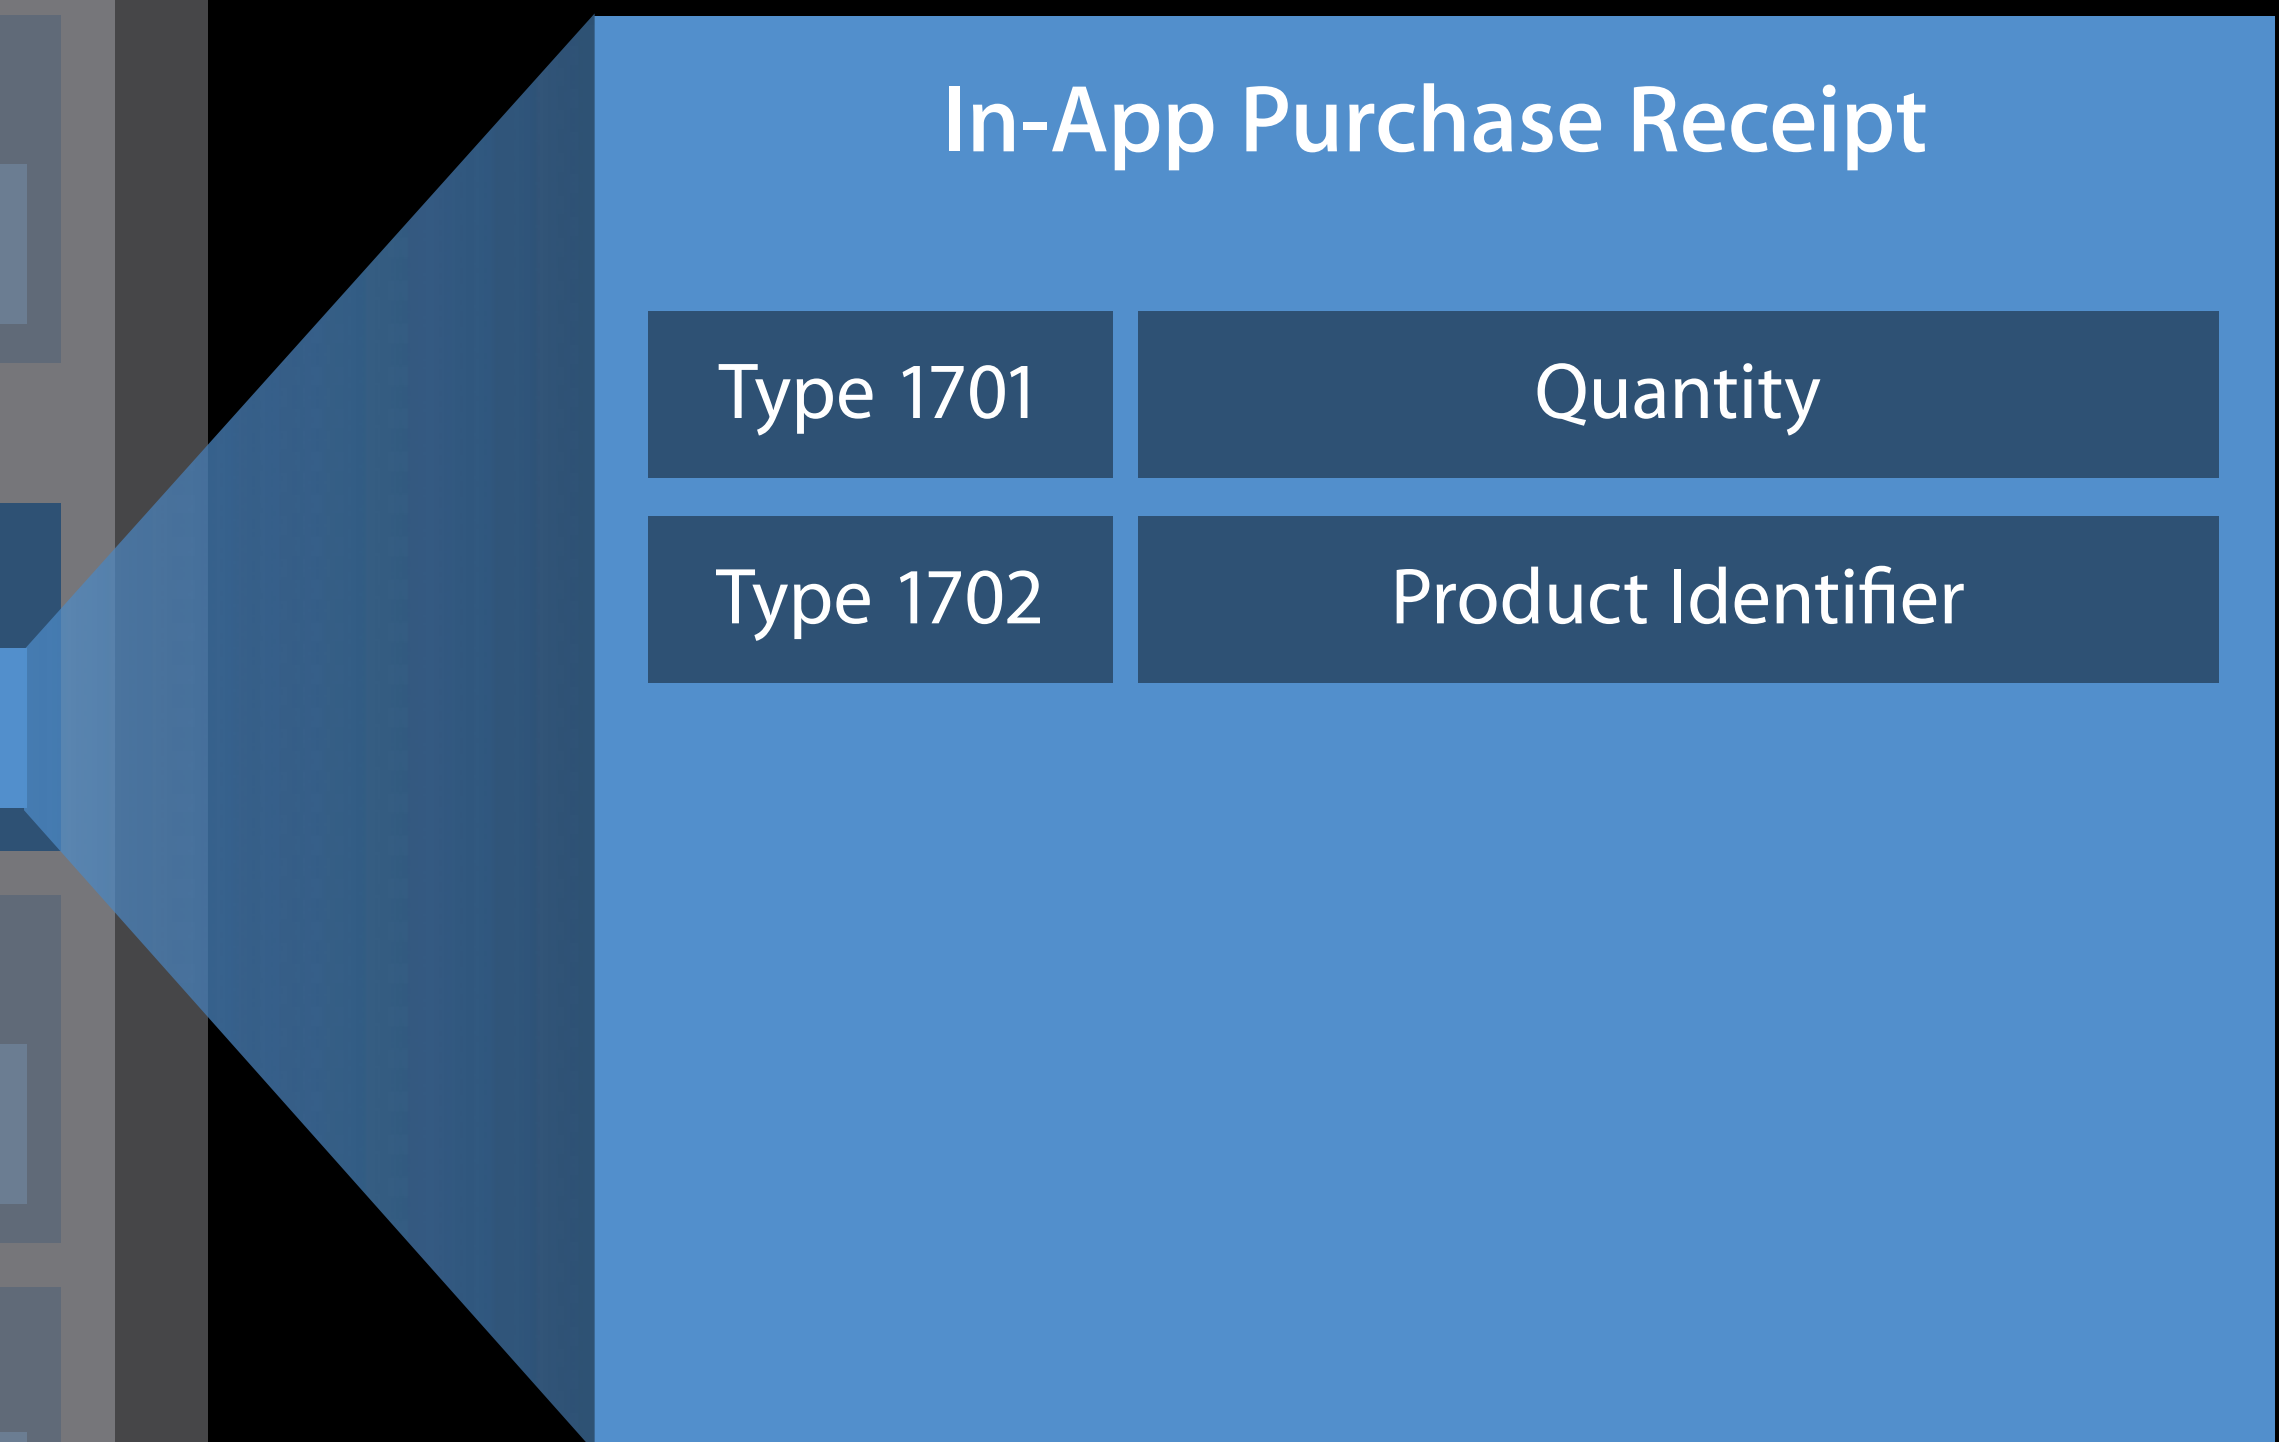 In-App Purchase Receipt
Type 1701 Quantity
Type 1702 Product Identifier